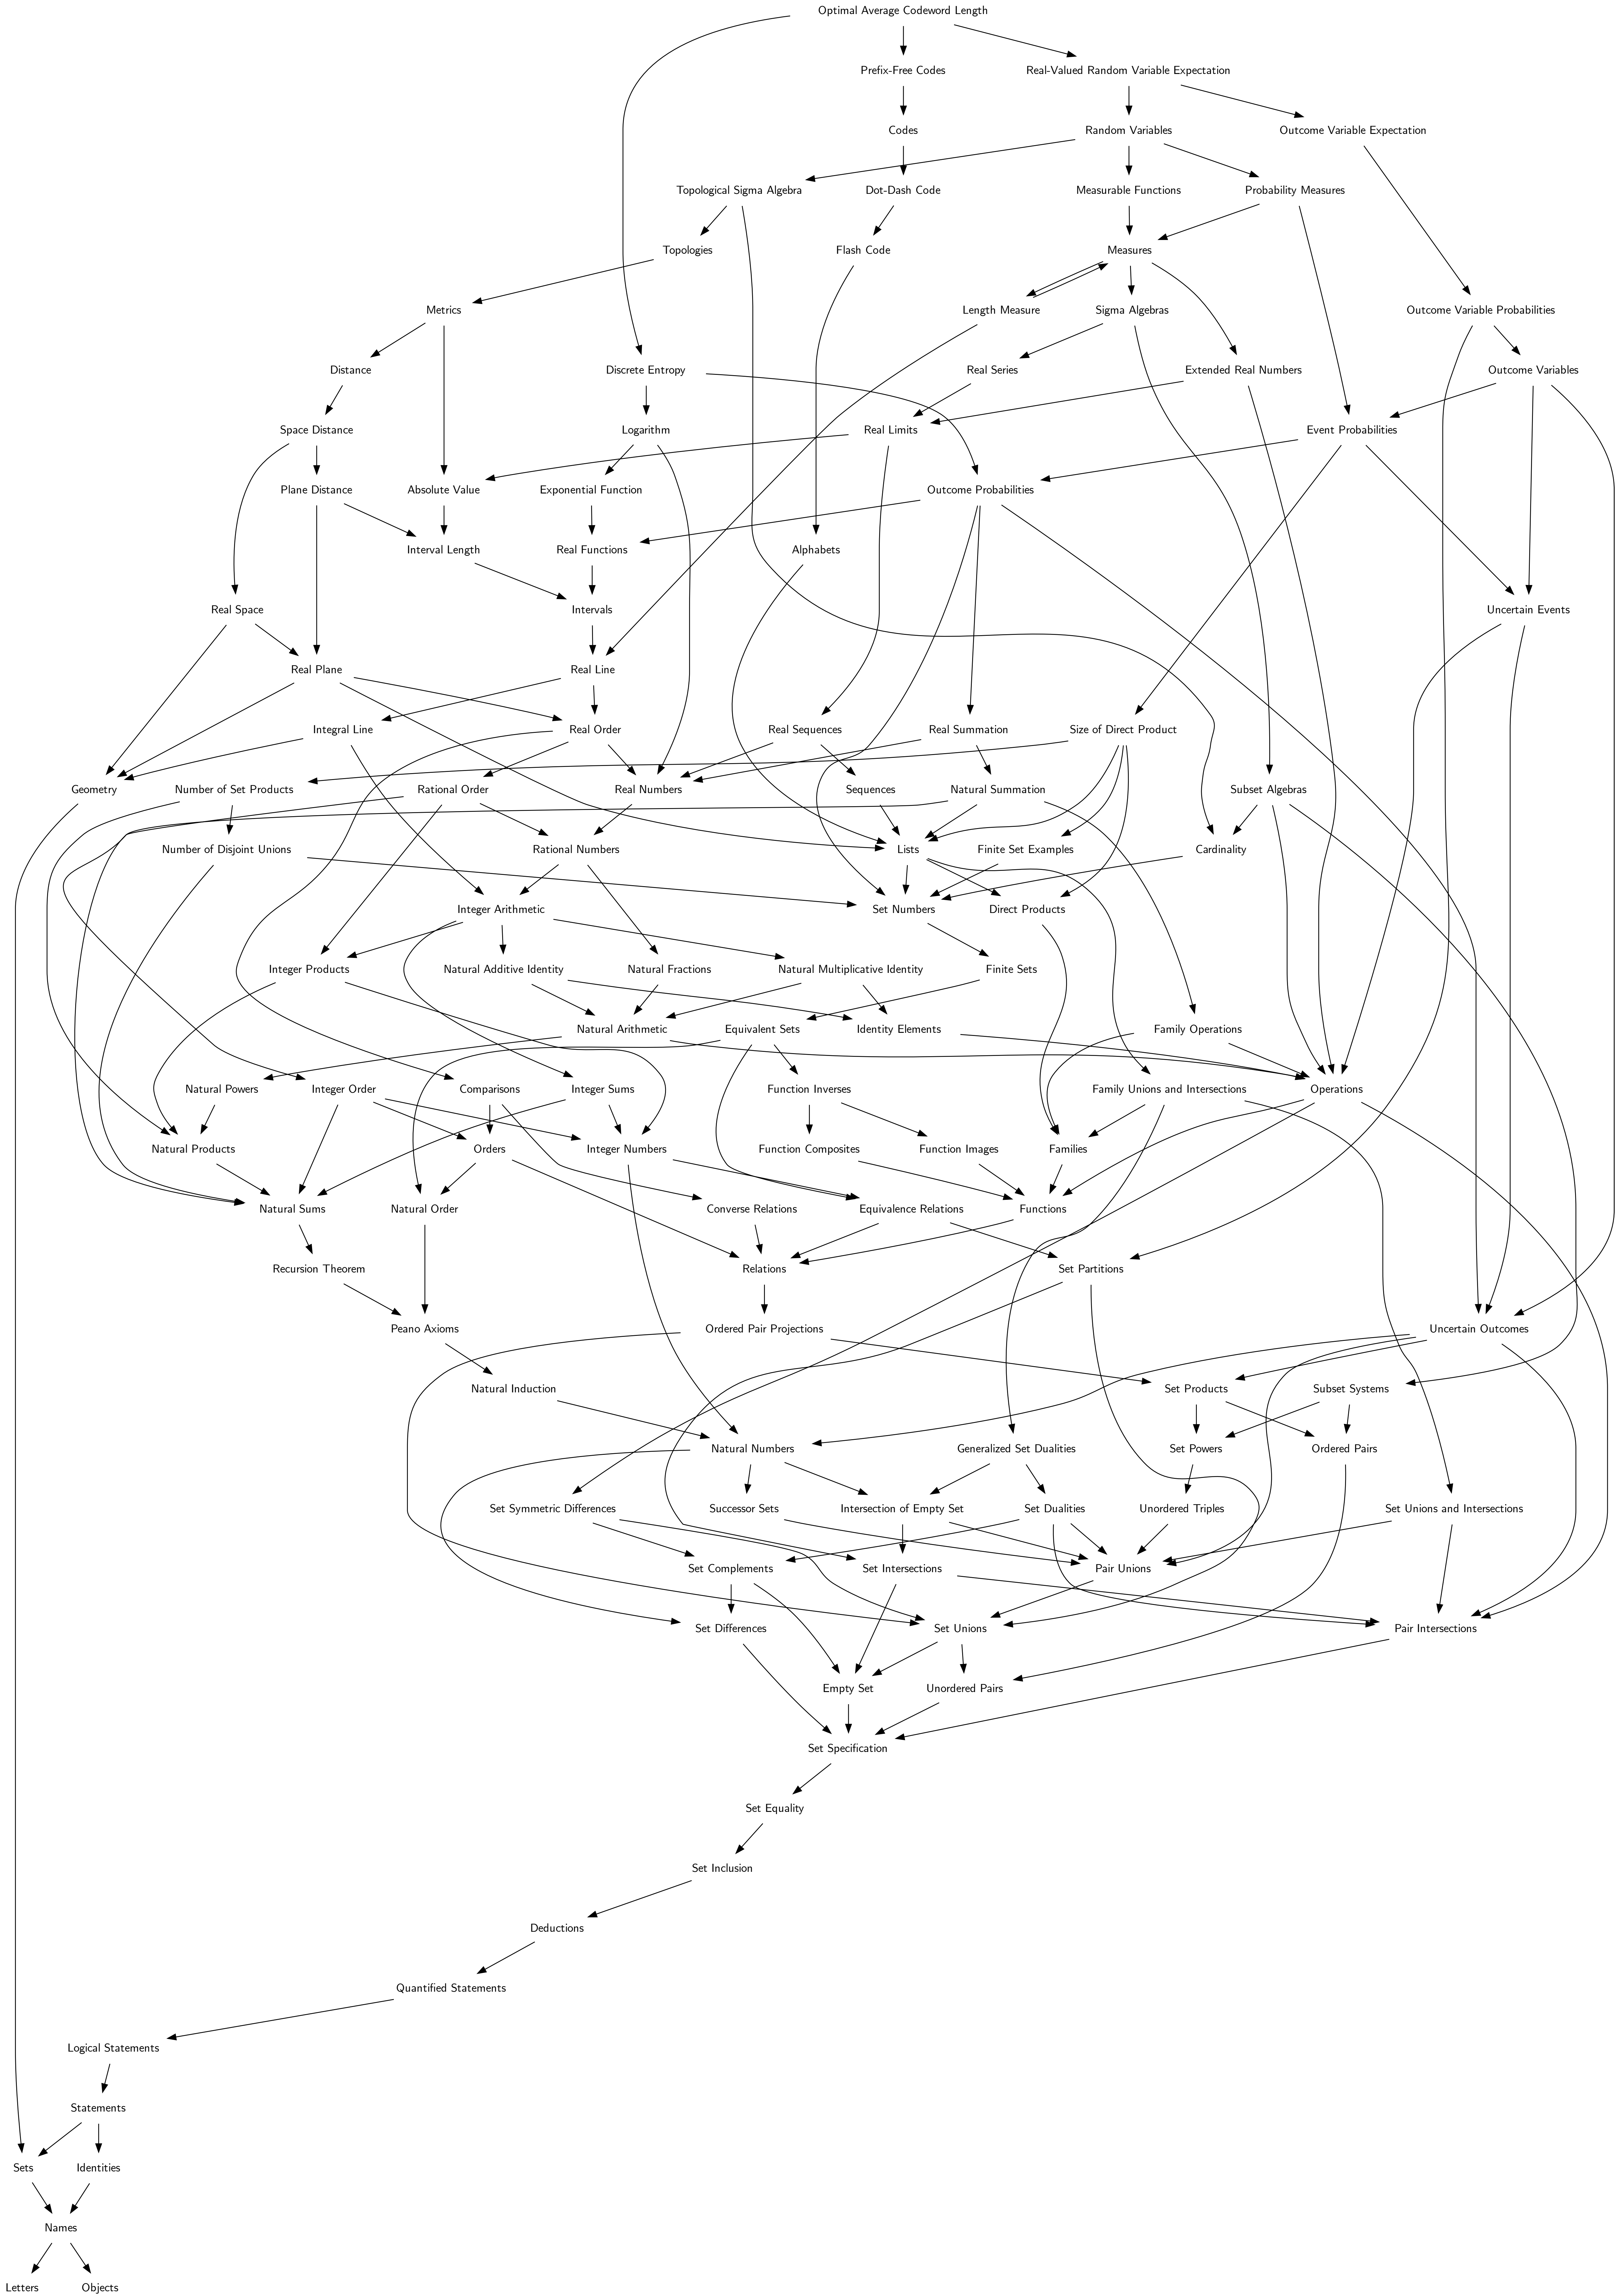 Optimal Average Codeword Length
Prefix-Free Codes
Real-Valued Random Variable Expectation
Codes
Random Variables
Outcome Variable Expectation
Topological Sigma Algebra
Dot-Dash Code
Measurable Functions
Probability Measures
Topologies
Flash Code
Measures
Metrics
Length Measure
Sigma Algebras
Outcome Variable Probabilities
Distance
Discrete Entropy
Real Series
Extended Real Numbers
Outcome Variables
Space Distance
Logarithm
Real Limits
Event Probabilities
Plane Distance
Absolute Value
Exponential Function
Outcome Probabilities
Interval Length
Real Functions
Alphabets
Real Space
Intervals
Uncertain Events
Real Plane
Real Line
Integral Line
Real Order
Real Sequences
Real Summation
Size of Direct Product
Geometry
Number of Set Products
Rational Order
Real Numbers
Sequences
Natural Summation
Subset Algebras
Number of Disjoint Unions
Rational Numbers
Lists
Finite Set Examples
Cardinality
Integer Arithmetic
Set Numbers
Direct Products
Integer Products
Natural Additive Identity
Natural Fractions
Natural Multiplicative Identity
Finite Sets
Natural Arithmetic
Equivalent Sets
Identity Elements
Family Operations
Natural Powers
Integer Order
Comparisons
Integer Sums
Function Inverses
Family Unions and Intersections
Operations
Natural Products
Orders
Integer Numbers
Function Composites
Function Images
Families
Natural Sums
Natural Order
Converse Relations
Equivalence Relations
Functions
Recursion Theorem
Relations
Set Partitions
Peano Axioms
Ordered Pair Projections
Uncertain Outcomes
Natural Induction
Set Products
Subset Systems
Natural Numbers
Generalized Set Dualities
Set Powers
Ordered Pairs
Set Symmetric Differences
Successor Sets
Intersection of Empty Set
Set Dualities
Unordered Triples
Set Unions and Intersections
Set Complements
Set Intersections
Pair Unions
Set Differences
Set Unions
Pair Intersections
Empty Set
Unordered Pairs
Set Specification
Set Equality
Set Inclusion
Deductions
Quantified Statements
Logical Statements
Statements
Sets
Identities
Names
Letters
Objects